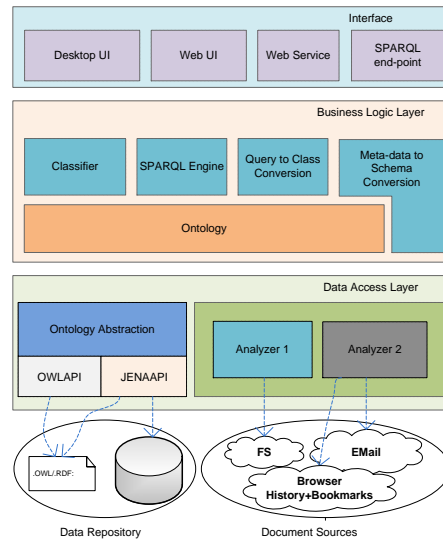 Interface
Desktop UI
Web UI
Web Service
SPARQL
end-point
Business Logic Layer
Classifier
SPARQL Engine
Query to Class
Conversion
Meta-data to
Schema
Conversion
Ontology
Data Access Layer
Ontology Abstraction
OWLAPI
JENAAPI
Analyzer 1
Analyzer 2
.OWL/.RDF:
FS
EMail
Browser
History+Bookmarks
Data Repository
Document Sources